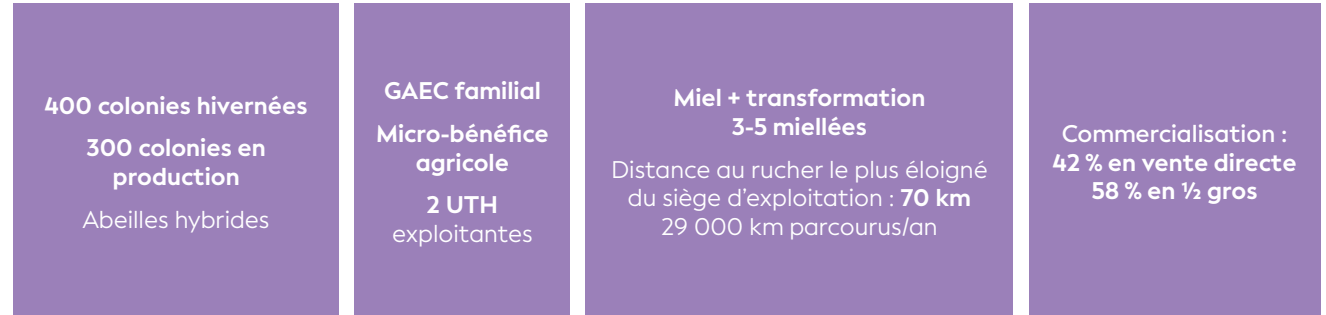 400 colonies hivernées
300 colonies en
production
Abeilles hybrides
GAEC familial
Micro-bénéfice
agricole
2 UTH
exploitantes
Miel + transformation
3-5 miellées
Distance au rucher le plus éloigné
du siège d’exploitation : 70 km
29 000 km parcourus/an
Commercialisation :
42 % en vente directe
58 % en ½ gros